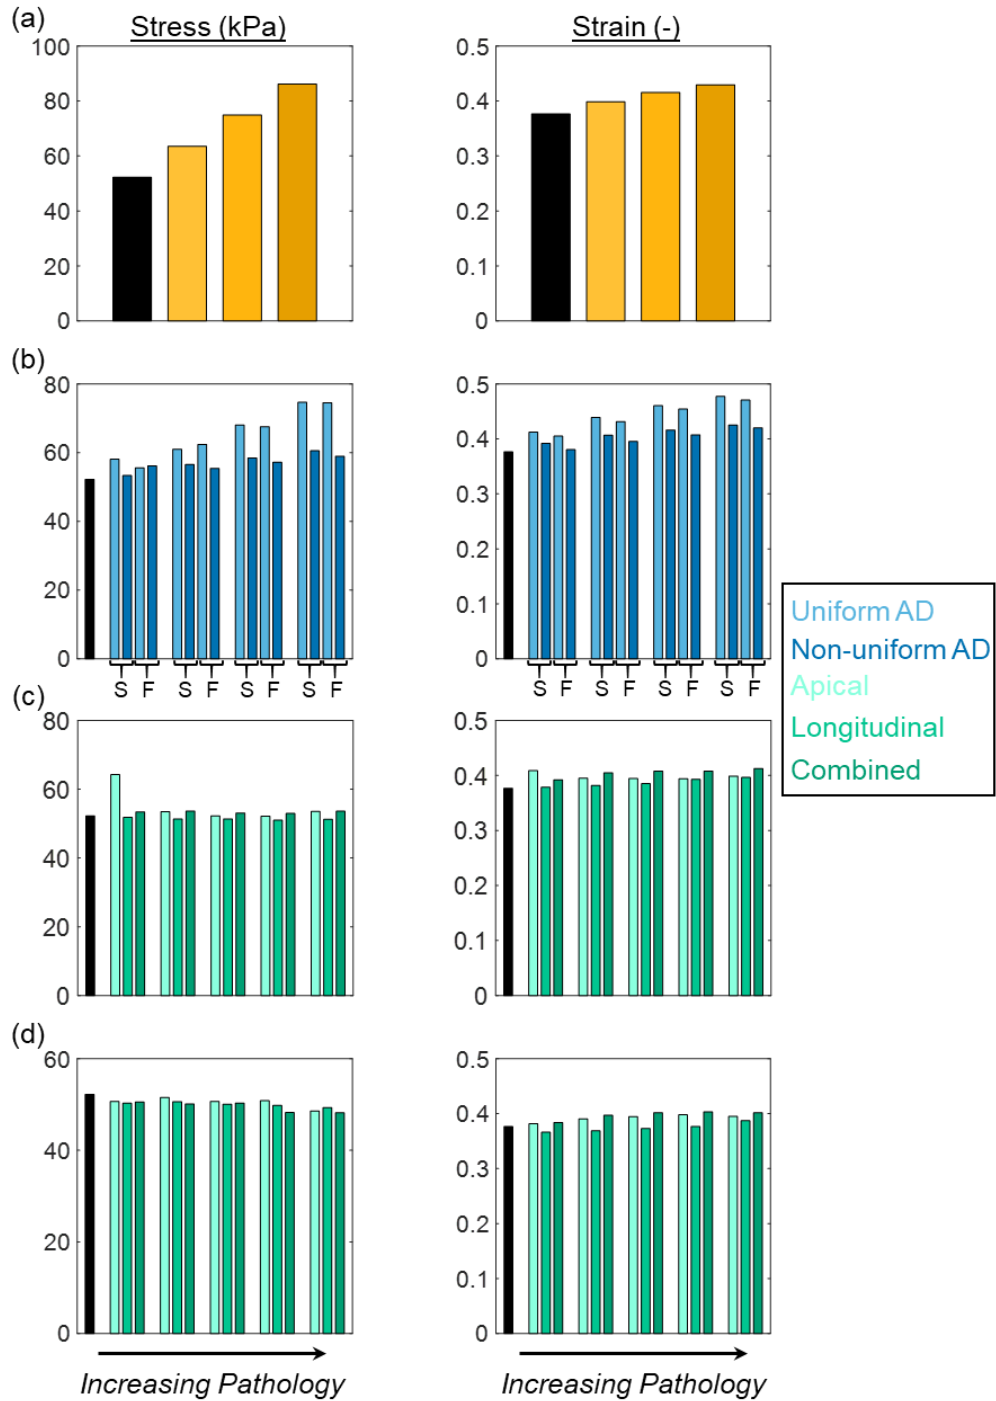 (a)
Stress (kPa)
Strain (-)
100
80
60
40
20
0
0.5
0.4
0.3
0.2
0.1
0
(b)
80
60
40
20
0
S F S F S F S F
0.5
0.4
0.3
0.2
0.1
0
S F S F S F S F
Uniform AD
Non-uniform AD
Apical
Longitudinal
Combined
(c)
80
60
40
20
0
0.5
0.4
0.3
0.2
0.1
0
(d)
60
40
20
0
0.5
0.4
0.3
0.2
0.1
0
Increasing Pathology
Increasing Pathology